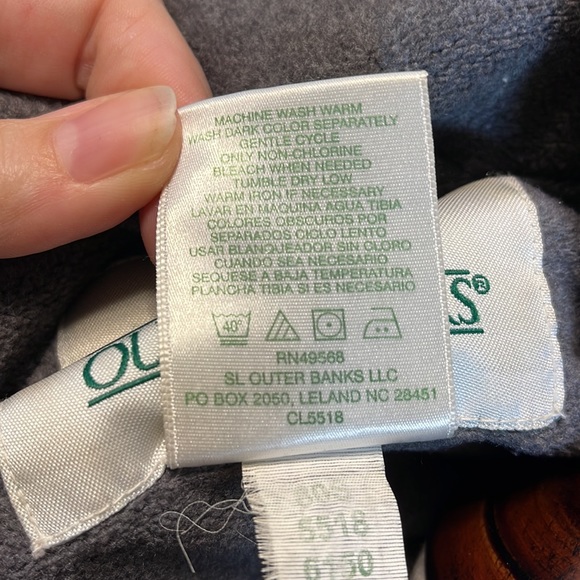 MACHINE WASH WARM
WASH DARK COLOR SEPARATELY
GENTLE CYCLE
ONLY NON-CHLORINE
BLEACH WHEN NEEDED
TUMBLE DRY LOW
WARM IRON IF NECESSARY
LAVAR EN MAQUINA AGUA TIBIA
COLORES OBSCUROS POR
SEPARADOS CICLO LENTO
USAR BLANQUEADOR SIN CLORO
CUANDO SEA NECESARIO
SEQUESE A BAJA TEMPERATURA
PLANCHA TIBIA SI ES NECESARIO
40°
RN49568
SL OUTER BANKS LLC
PO BOX 2050, LELAND NC 28451
CL5518
OU
S®
5518
6150